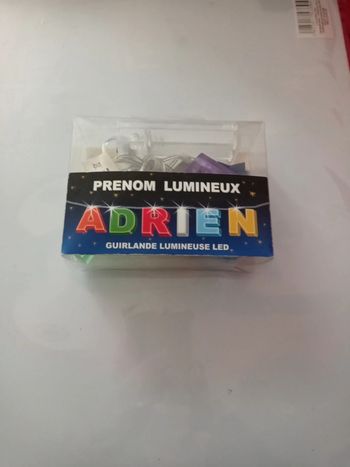 PRENOM LUMINEUX
ADRIEN
GUIRLANDE LUMINEUSE LED